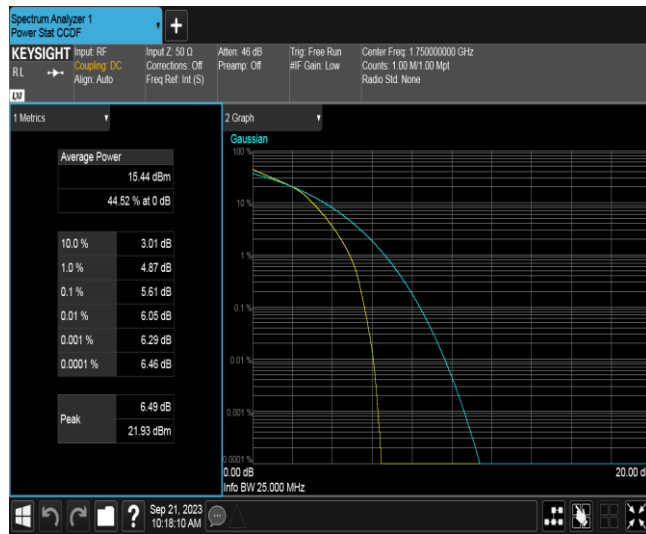 Spectrum Analyzer 1
Power Stat CCDF
+
KEYSIGHT
RL
LXI
Input: RF
Coupling: DC
Align: Auto
Input Z: 50 Ω
Corrections: Off
Freq Ref: Int (S)
Atten: 46 dB
Preamp: Off
Trig: Free Run
#IF Gain: Low
Center Freq: 1.750000000 GHz
Counts: 1.00 M/1.00 Mpt
Radio Std: None
1 Metrics
Average Power
15.44 dBm
44.52 % at 0 dB
10.0 % 3.01 dB
1.0 % 4.87 dB
0.1 % 5.61 dB
0.01 % 6.05 dB
0.001 % 6.29 dB
0.0001 % 6.46 dB
Peak
6.49 dB
21.93 dBm
2 Graph
Gaussian
100 %
10 %
1 %
0.1 %
0.01 %
0.001 %
0.0001 %
0.00 dB
20.00 d
Info BW 25.000 MHz
?
Sep 21, 2023
10:18:10 AM